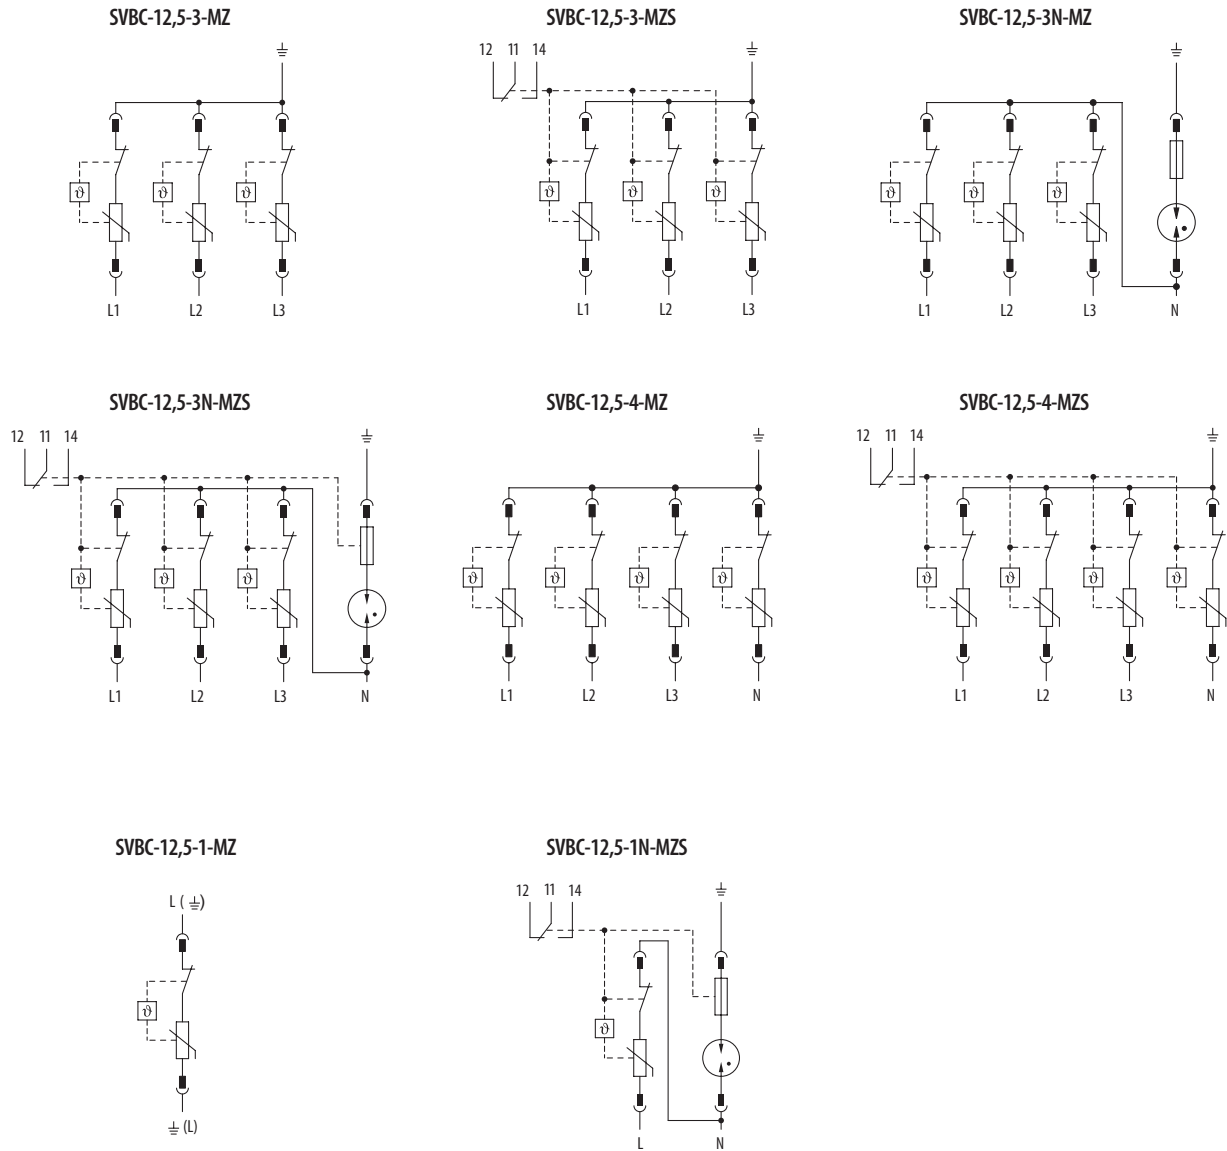 SVBC-12,5-3-MZ
SVBC-12,5-3-MZS
SVBC-12,5-3N-MZ
12 11 14
ϑ ϑ ϑ
ϑ ϑ ϑ
ϑ ϑ ϑ
L1 L2 L3
L1 L2 L3
L1 L2 L3 N
SVBC-12,5-3N-MZS
SVBC-12,5-4-MZ
SVBC-12,5-4-MZS
12 11 14
12 11 14
ϑ ϑ ϑ
ϑ ϑ ϑ ϑ
ϑ ϑ ϑ ϑ
L1 L2 L3 N
L1 L2 L3 N
L1 L2 L3 N
SVBC-12,5-1-MZ
SVBC-12,5-1N-MZS
L (⏚)
12 11 14
ϑ
ϑ
⏚ (L)
L N